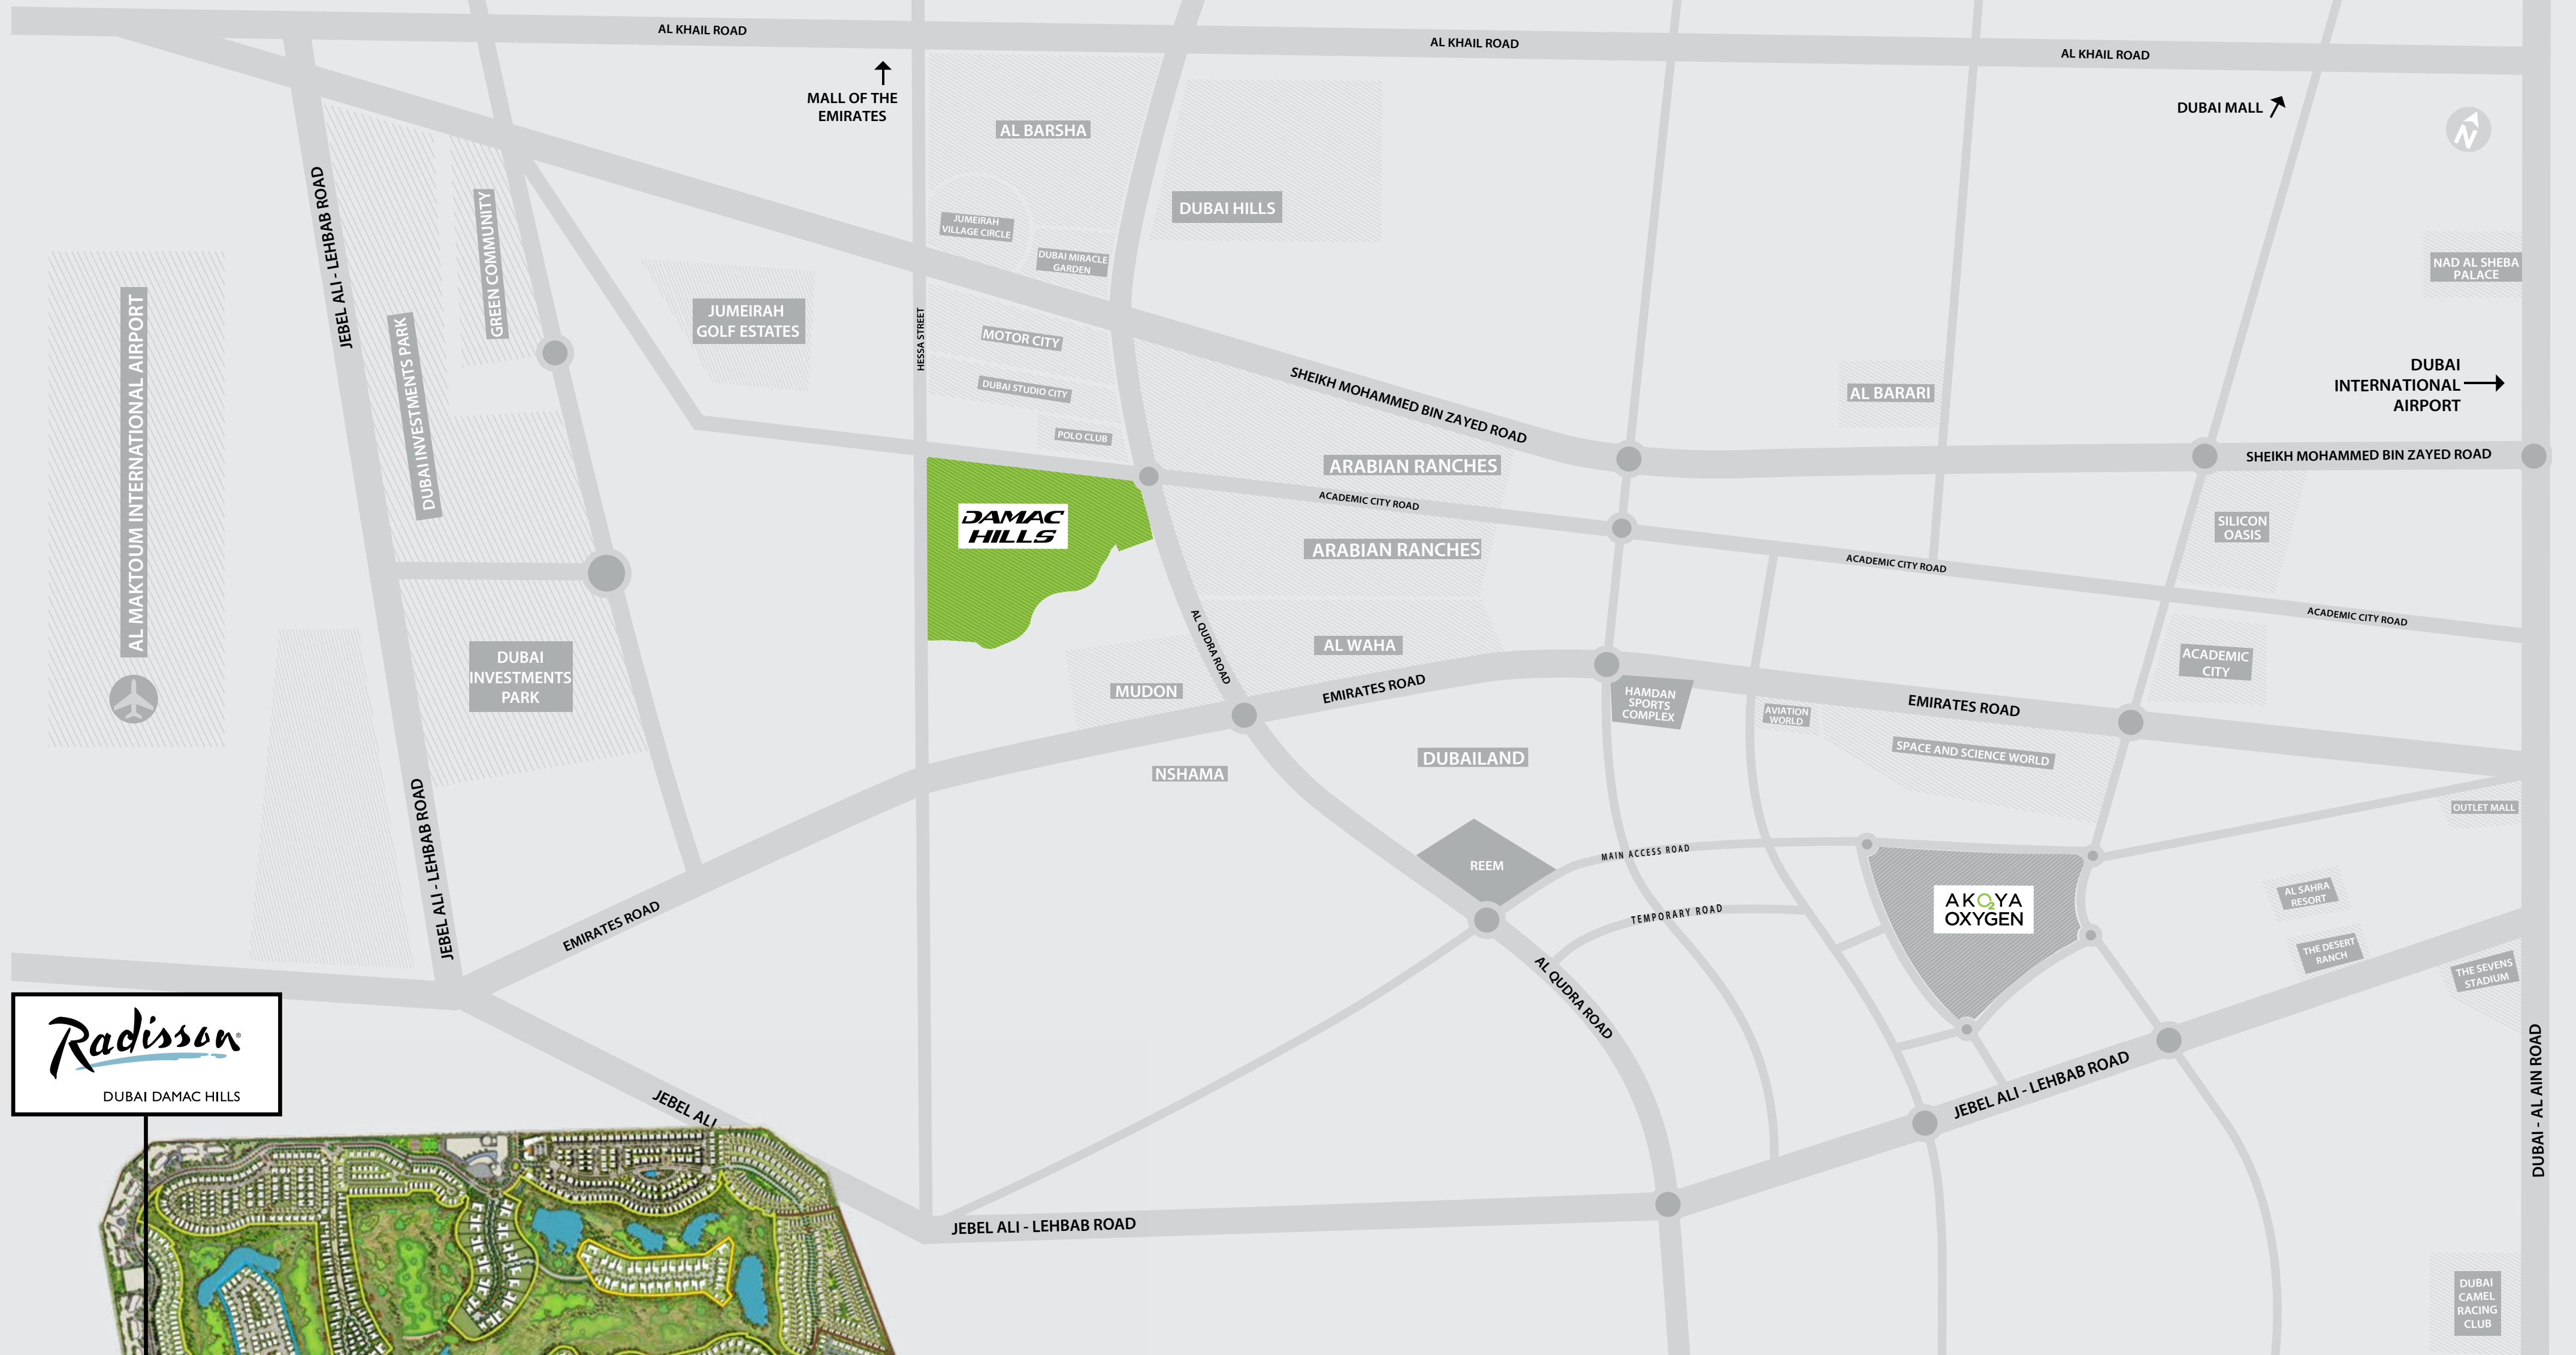 AL KHAIL ROAD
AL KHAIL ROAD
AL KHAIL ROAD
MALL OF THE
EMIRATES
DUBAI MALL
N
AL BARSHA
DUBAI HILLS
JUMEIRAH
VILLAGE CIRCLE
DUBAI MIRACLE
GARDEN
JEBEL ALI - LEHBAB ROAD
GREEN COMMUNITY
NAD AL SHEBA
PALACE
AL MAKTOUM INTERNATIONAL AIRPORT
DUBAI INVESTMENTS PARK
JUMEIRAH
GOLF ESTATES
HESSA STREET
MOTOR CITY
DUBAI STUDIO CITY
POLO CLUB
SHEIKH MOHAMMED BIN ZAYED ROAD
AL BARARI
DUBAI
INTERNATIONAL
AIRPORT
SHEIKH MOHAMMED BIN ZAYED ROAD
ARABIAN RANCHES
ACADEMIC CITY ROAD
DAMAC
HILLS
ARABIAN RANCHES
SILICON
OASIS
ACADEMIC CITY ROAD
ACADEMIC CITY ROAD
AL QUDRA ROAD
AL WAHA
DUBAI
INVESTMENTS
PARK
MUDON
EMIRATES ROAD
ACADEMIC
CITY
HAMDAN
SPORTS
COMPLEX
AVIATION
WORLD
EMIRATES ROAD
SPACE AND SCIENCE WORLD
DUBAILAND
NSHAMA
OUTLET MALL
JEBEL ALI - LEHBAB ROAD
REEM
MAIN ACCESS ROAD
AKO2YA
OXYGEN
AL SAHRA
RESORT
TEMPORARY ROAD
EMIRATES ROAD
THE DESERT
RANCH
THE SEVENS
STADIUM
AL QUDRA ROAD
Radisson®
DUBAI DAMAC HILLS
JEBEL ALI
JEBEL ALI - LEHBAB ROAD
DUBAI - AL AIN ROAD
JEBEL ALI - LEHBAB ROAD
DUBAI
CAMEL
RACING
CLUB